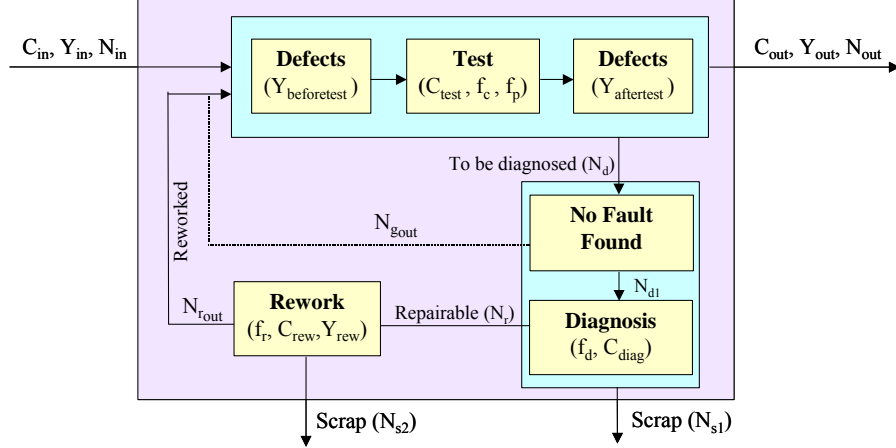 C_in, Y_in, N_in
C_out, Y_out, N_out
Defects
(Y_beforetest)
Test
(C_test, f_c, f_p)
Defects
(Y_aftertest)
To be diagnosed (N_d)
No Fault
Found
N_gout
Reworked
N_d1
N_rout
Rework
(f_r, C_rew, Y_rew)
Repairable (N_r)
Diagnosis
(f_d, C_diag)
Scrap (N_s2)
Scrap (N_s1)